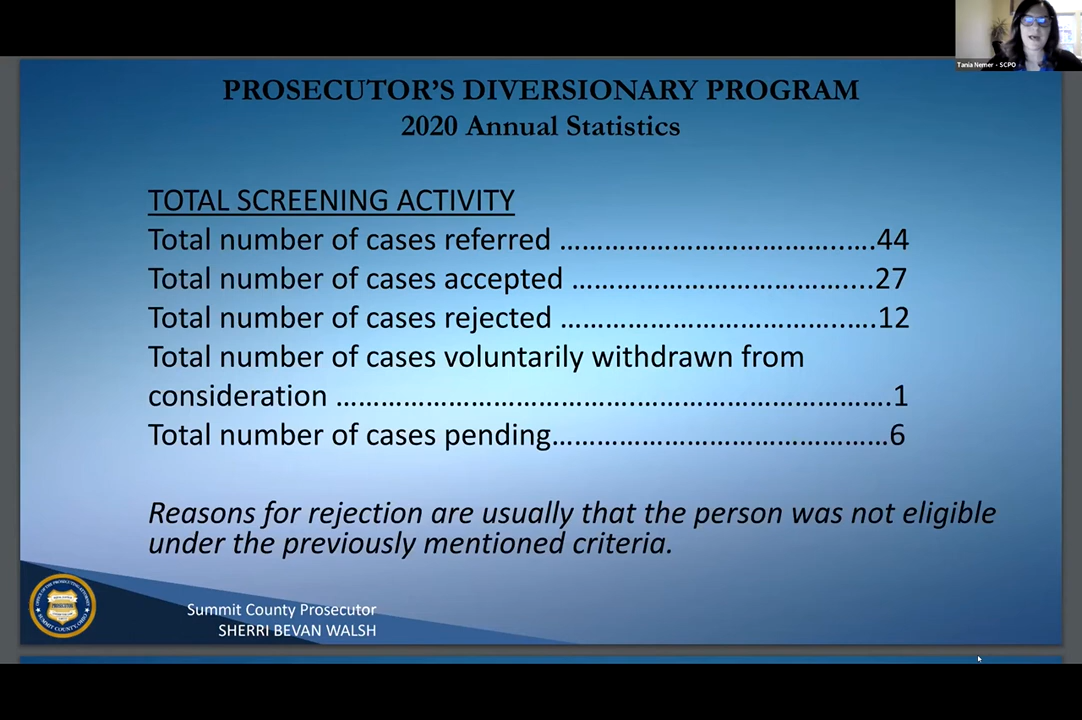 Tania Nemer - SCPO
PROSECUTOR'S DIVERSIONARY PROGRAM
2020 Annual Statistics
TOTAL SCREENING ACTIVITY
Total number of cases referred ……………………………..….44
Total number of cases accepted ………………………………....27
Total number of cases rejected ……………………………..….12
Total number of cases voluntarily withdrawn from
consideration ……………………………….……………………………….1
Total number of cases pending………………………………………6
Reasons for rejection are usually that the person was not eligible
under the previously mentioned criteria.
Summit County Prosecutor
SHERRI BEVAN WALSH